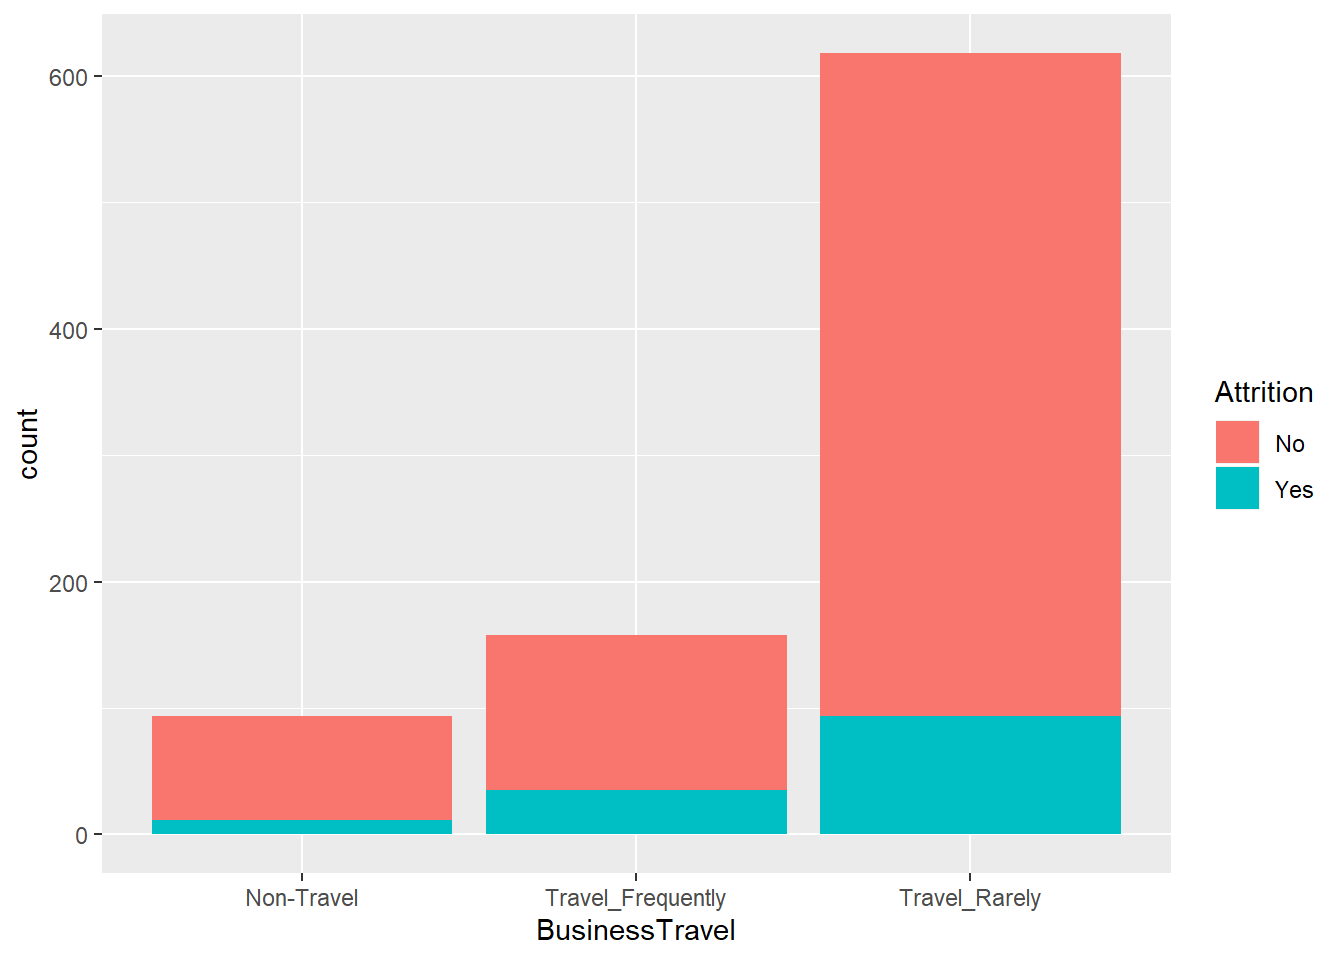 600
400
200
0
count
Non-Travel
Travel_Frequently
Travel_Rarely
BusinessTravel
Attrition
No
Yes